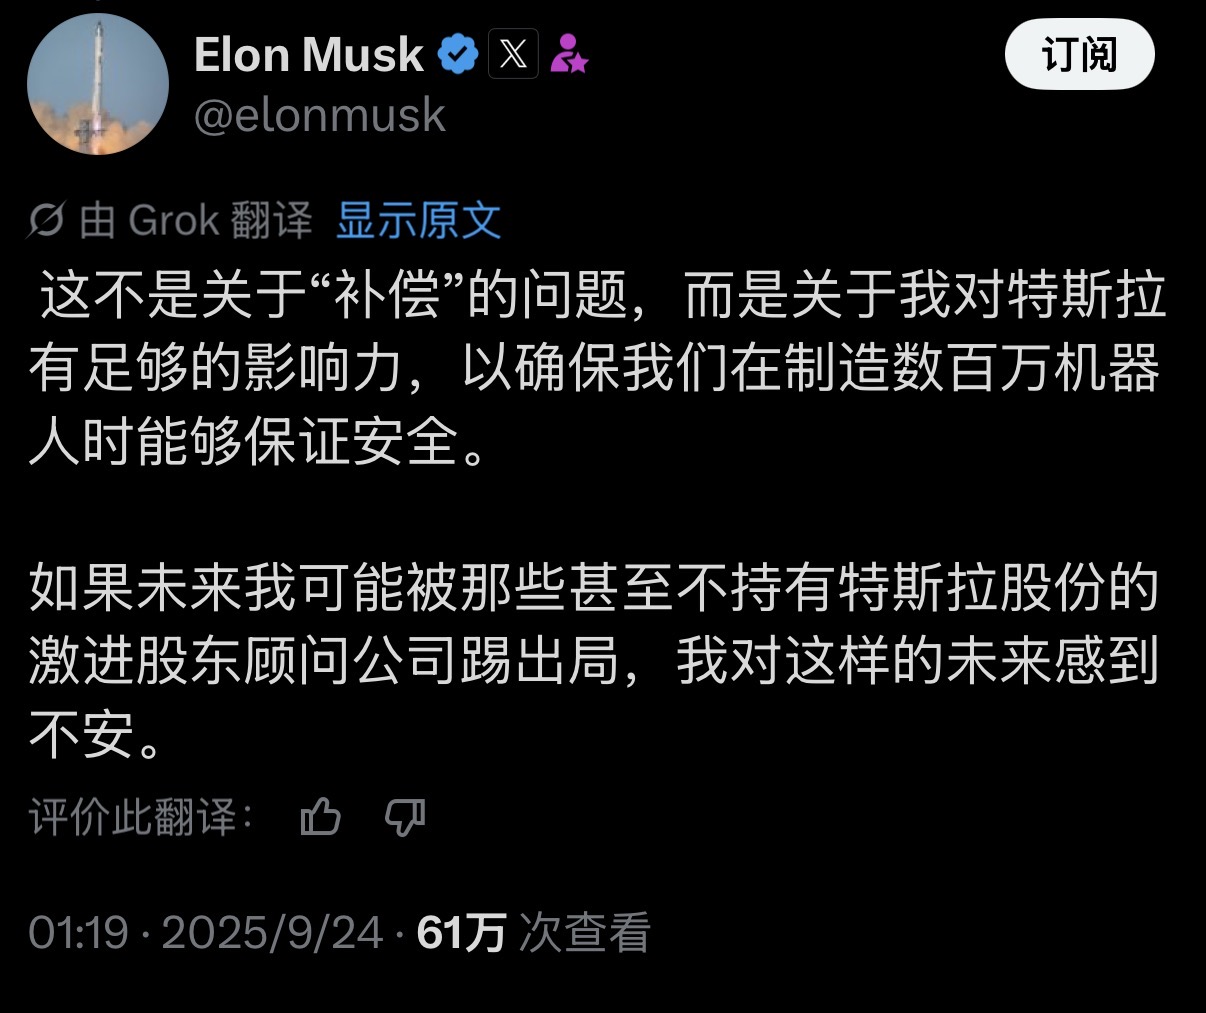 Elon Musk
订阅
@elonmusk
由 Grok 翻译 显示原文
这不是关于“补偿”的问题，而是关于我对特斯拉
有足够的影响力，以确保我们在制造数百万机器
人时能够保证安全。
如果未来我可能被那些甚至不持有特斯拉股份的
激进股东顾问公司踢出局，我对这样的未来感到
不安。
评价此翻译：
01:19 · 2025/9/24 · 61万 次查看